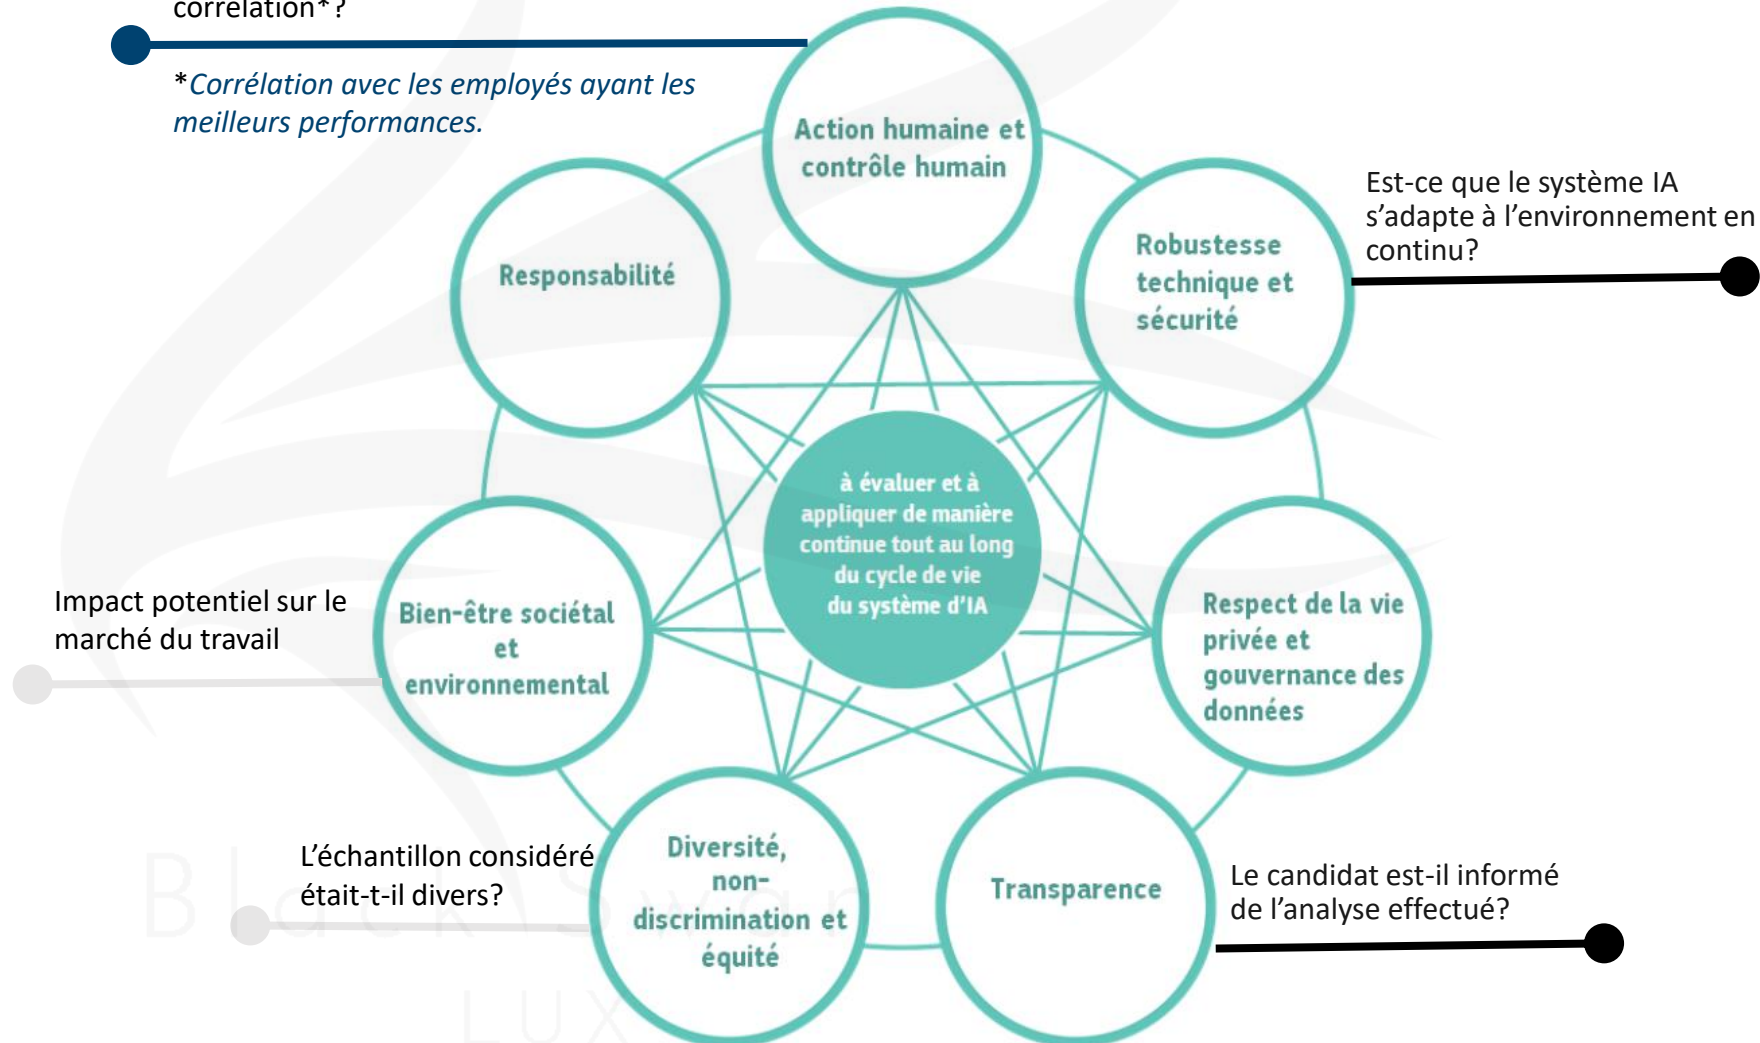 corrélation*?
*Corrélation avec les employés ayant les
meilleurs performances.
Action humaine et
contrôle humain
Est-ce que le système IA
s’adapte à l’environnement en
continu?
Robustesse
technique et
sécurité
Responsabilité
à évaluer et à
appliquer de manière
continue tout au long
du cycle de vie
du système d’IA
Impact potentiel sur le
marché du travail
Bien-être sociétal
et
environnemental
Respect de la vie
privée et
gouvernance des
données
L’échantillon considéré
était-t-il divers?
Diversité,
non-
discrimination et
équité
Transparence
Le candidat est-il informé
de l’analyse effectué?
Black Swan
LUX